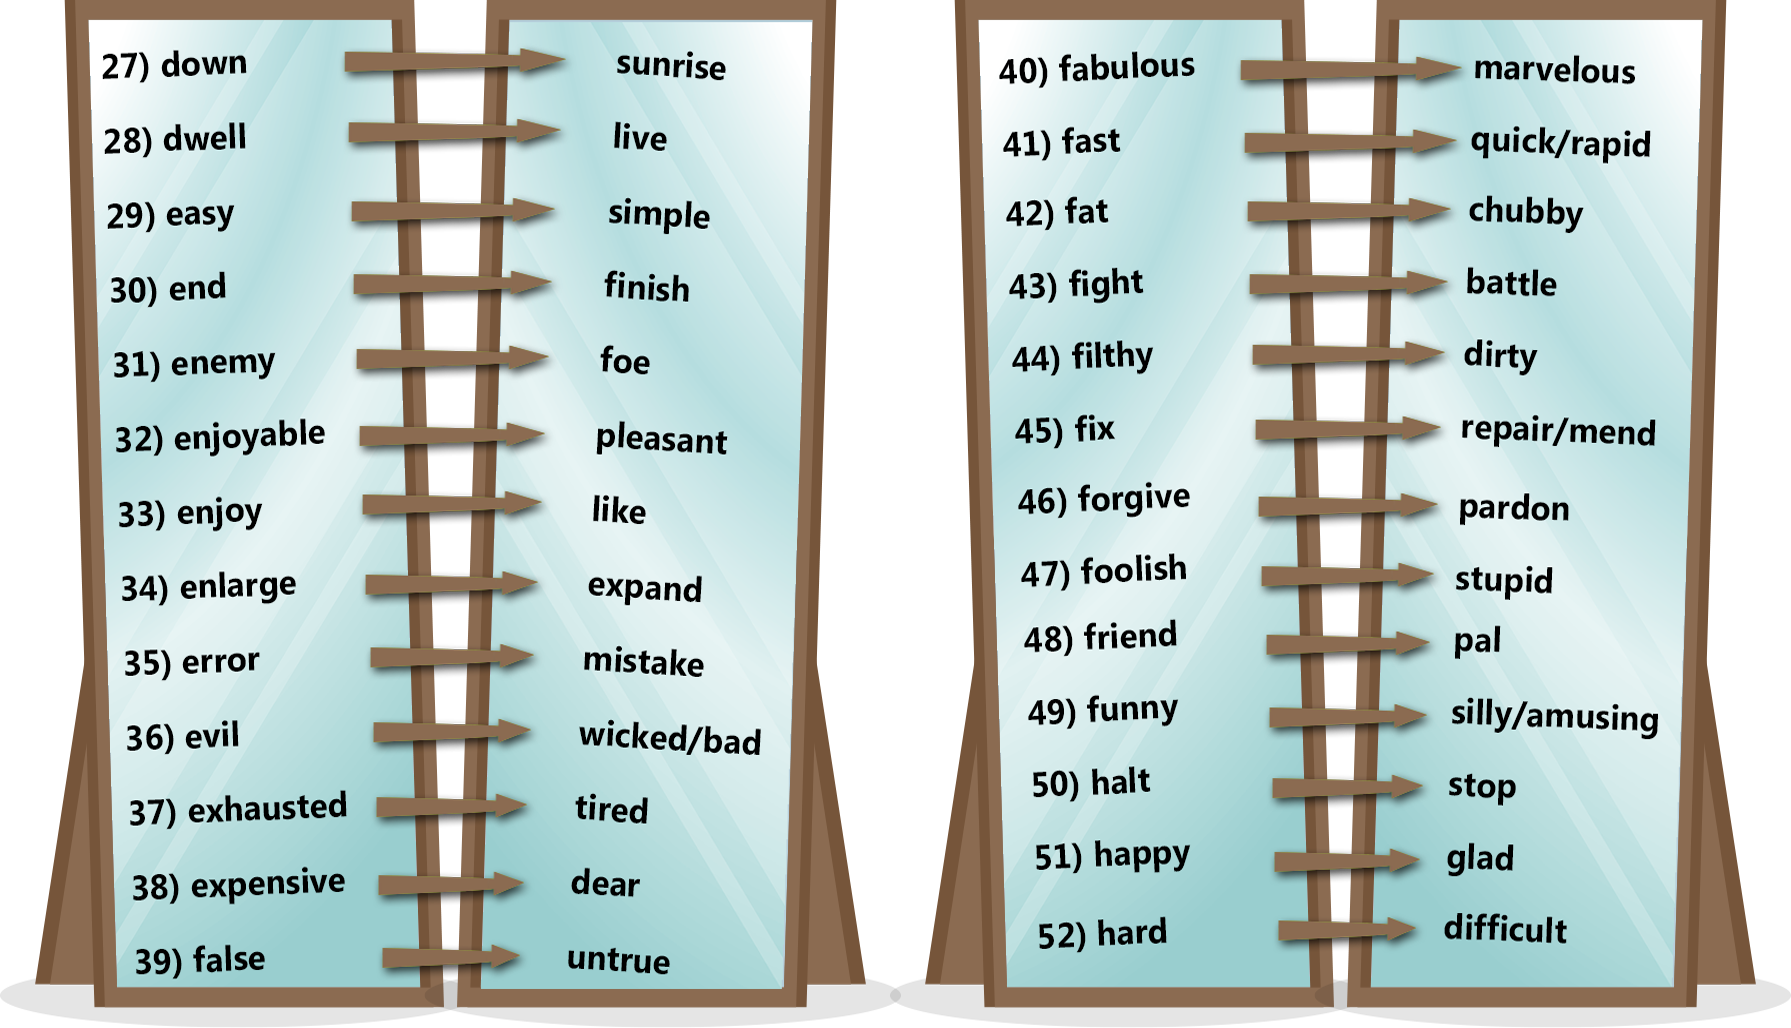 27) down sunrise
28) dwell live
29) easy simple
30) end finish
31) enemy foe
32) enjoyable pleasant
33) enjoy like
34) enlarge expand
35) error mistake
36) evil wicked/bad
37) exhausted tired
38) expensive dear
39) false untrue
40) fabulous marvelous
41) fast quick/rapid
42) fat chubby
43) fight battle
44) filthy dirty
45) fix repair/mend
46) forgive pardon
47) foolish stupid
48) friend pal
49) funny silly/amusing
50) halt stop
51) happy glad
52) hard difficult